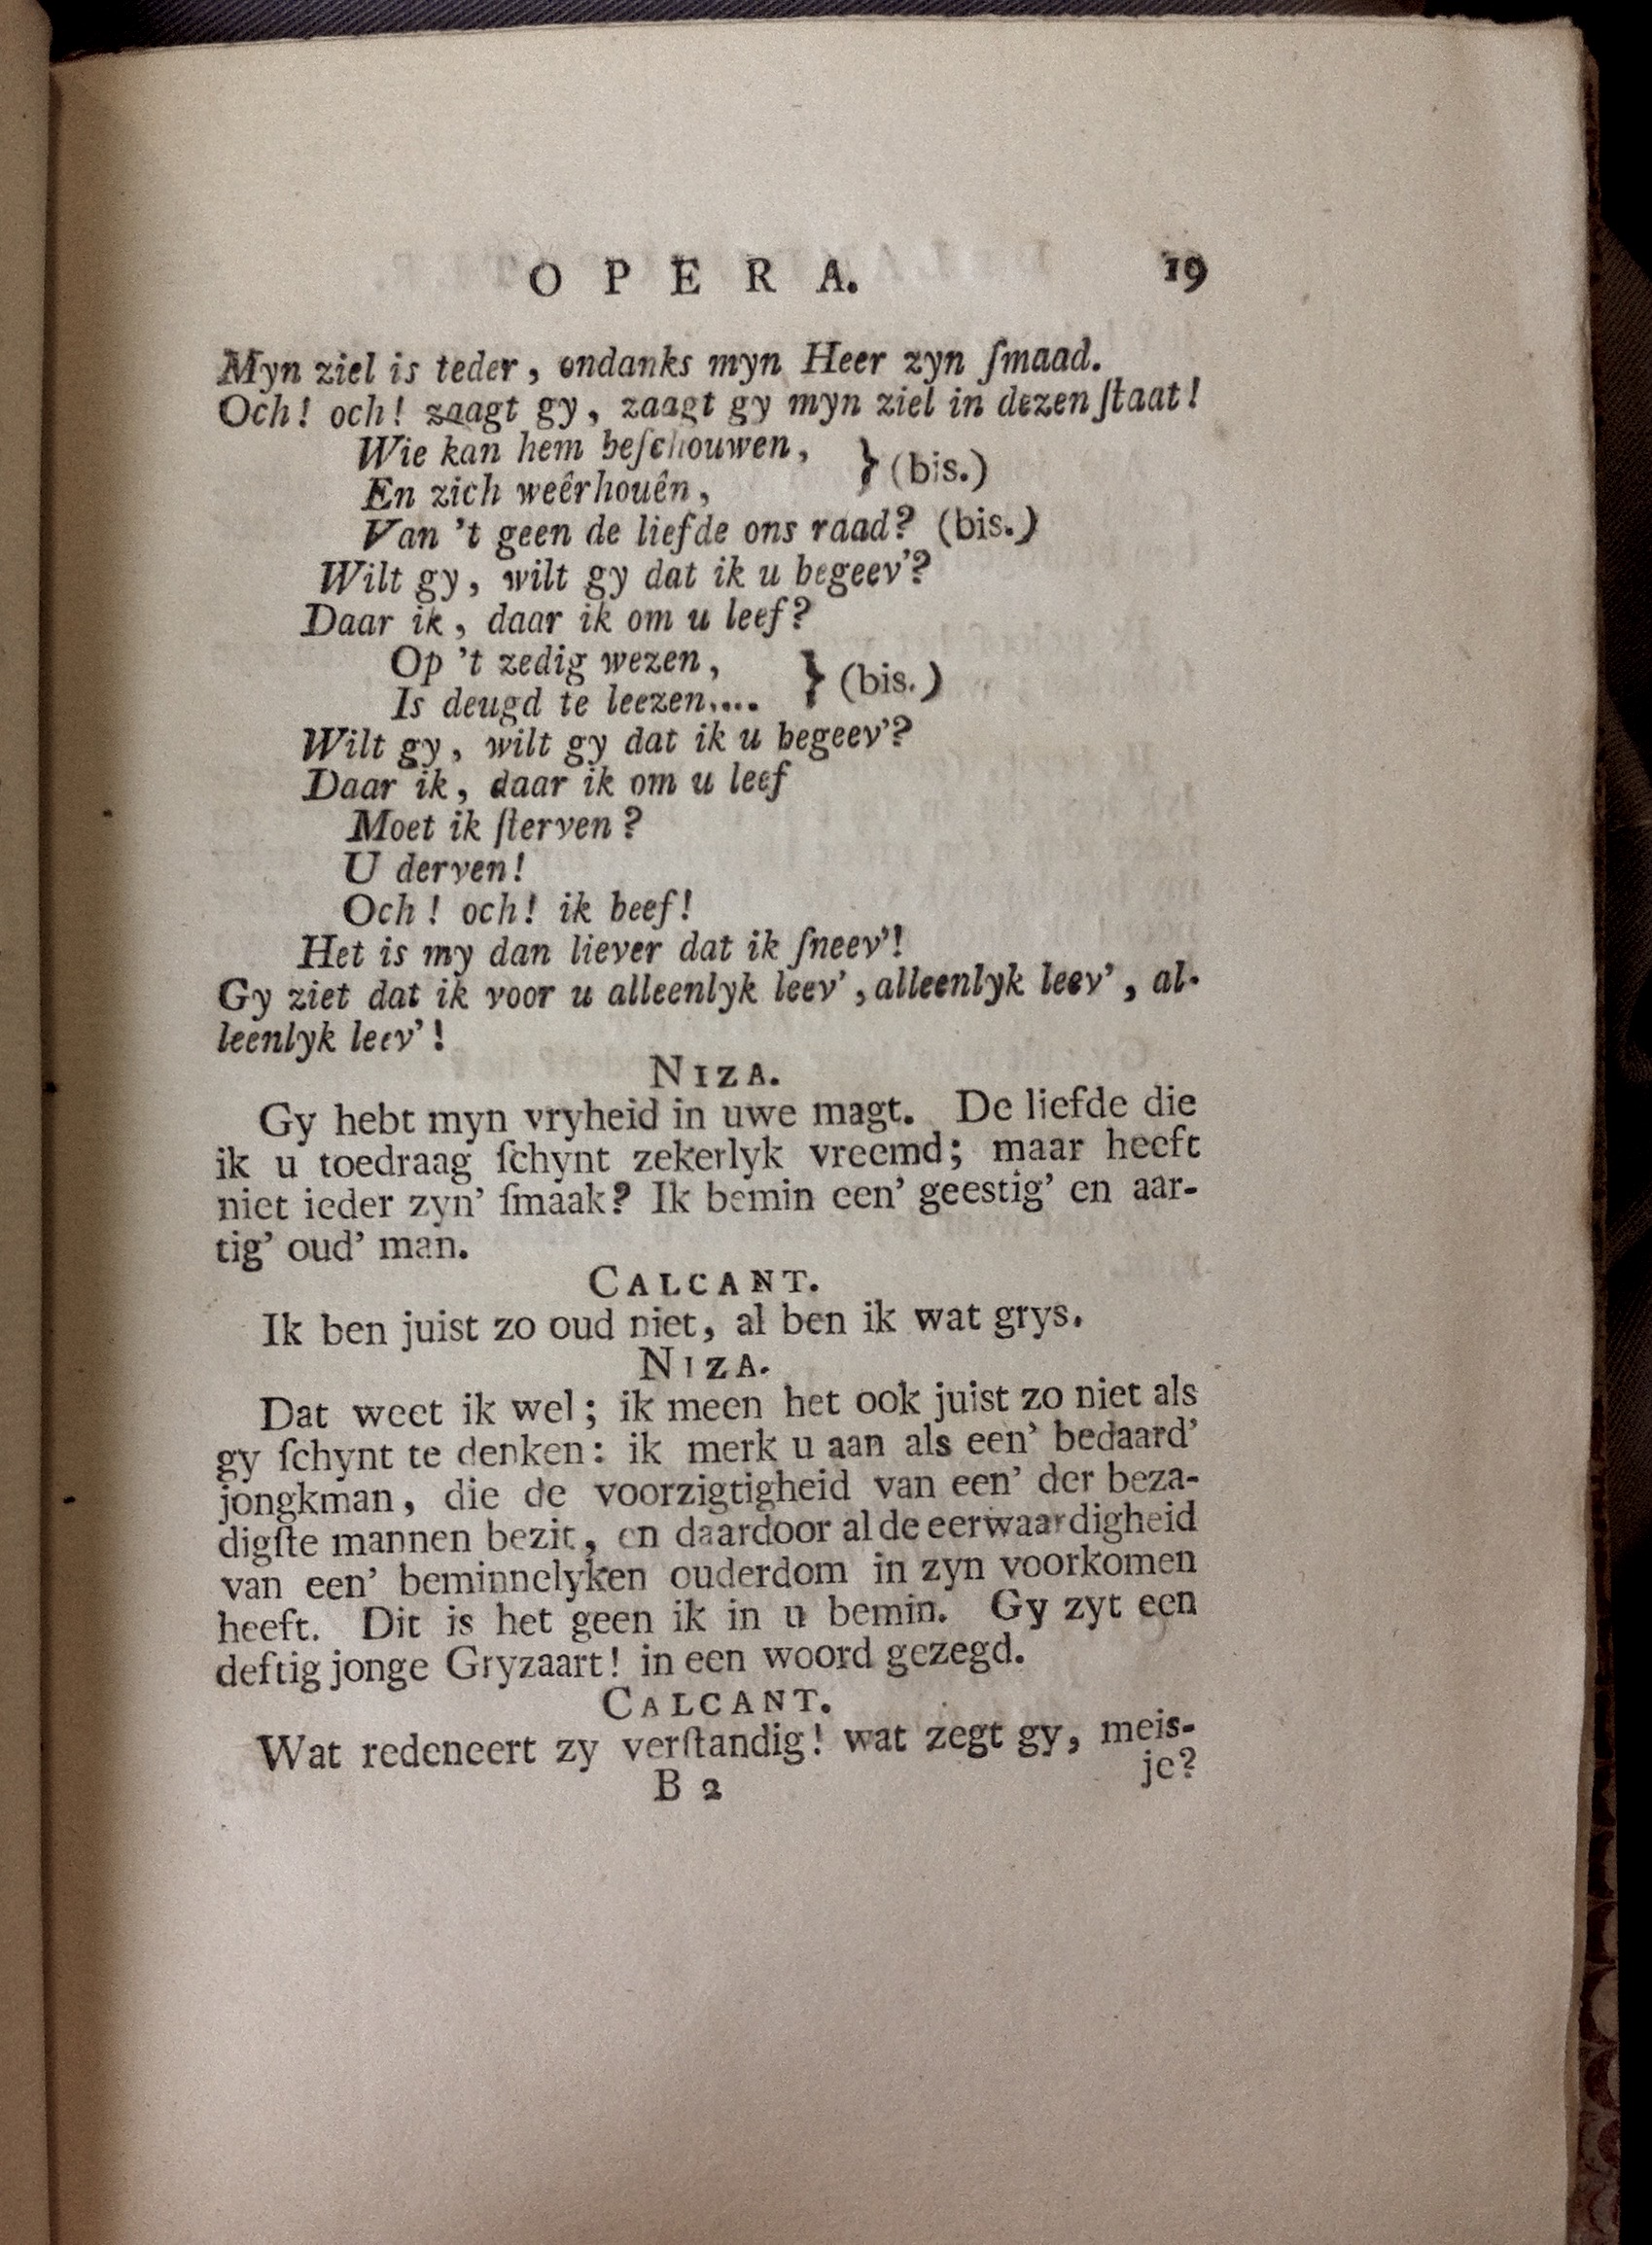 OPERA. 19
Myn ziel is teder, ondanks myn Heer zyn ſmaad.
Och! och! zaagt gy, zaagt gy myn ziel in dezen ſtaat!
Wie kan hem beſchouwen,
En zich weêrhouên, } (bis.)
Van 't geen de liefde ons raad? (bis.)
Wilt gy, wilt gy dat ik u begeev'?
Daar ik, daar ik om u leef?
Op 't zedig wezen,
Is deugd te leezen.... } (bis.)
Wilt gy, wilt gy dat ik u begeev'?
Daar ik, daar ik om u leef
Moet ik ſterven?
U derven!
Och! och! ik beef!
Het is my dan liever dat ik ſneev'!
Gy ziet dat ik voor u alleenlyk leev', alleenlyk leev', al-
leenlyk leev'!
NIZA.
Gy hebt myn vryheid in uwe magt. De liefde die
ik u toedraag ſchynt zekerlyk vreemd; maar heeft
niet ieder zyn' ſmaak? Ik bemin een' geestig' en aar-
tig' oud' man.
CALCANT.
Ik ben juist zo oud niet, al ben ik wat grys.
NIZA.
Dat weet ik wel; ik meen het ook juist zo niet als
gy ſchynt te denken: ik merk u aan als een' bedaard'
jongkman, die de voorzigtigheid van een' der beza-
digſte mannen bezit, en daardoor al de eerwaardigheid
van een' beminnelyken ouderdom in zyn voorkomen
heeft. Dit is het geen ik in u bemin. Gy zyt een
deftig jonge Gryzaart! in een woord gezegd.
CALCANT.
Wat redeneert zy verſtandig! wat zegt gy, meis-
B 2 je?